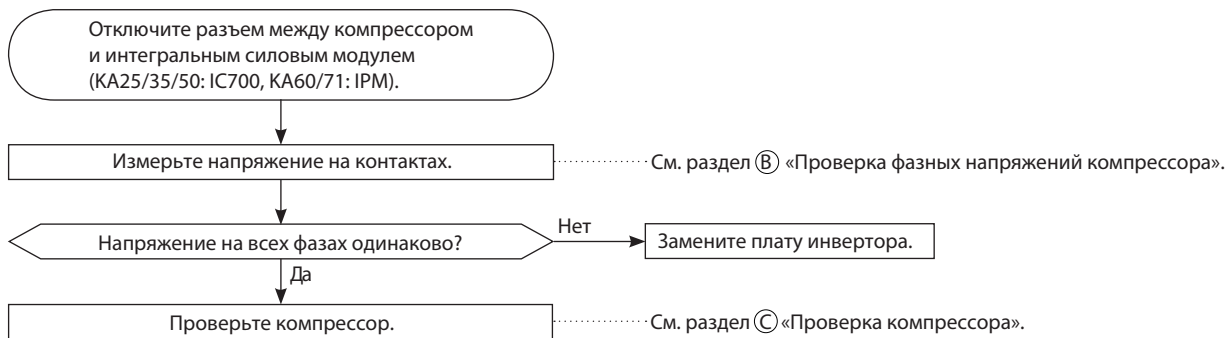 Отключите разъем между компрессором
и интегральным силовым модулем
(KA25/35/50: IC700, KA60/71: IPM).
Измерьте напряжение на контактах.
См. раздел Ⓑ «Проверка фазных напряжений компрессора».
Напряжение на всех фазах одинаково?
Нет
Замените плату инвертора.
Да
Проверьте компрессор.
См. раздел Ⓒ «Проверка компрессора».